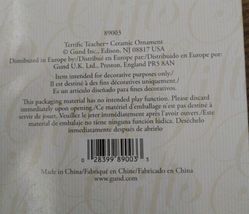 89003
Terrific Teacher™ Ceramic Ornament
© Gund Inc., Edison, NJ 08817 USA
Distributed in Europe by:/Distribué en Europe par:/Distribuido en Europa por:
Gund U.K. Ltd., Preston, England PR5 8AN
Item intended for decorative purposes only/
Il est destiné à des fins décoratives uniquement/
Es un artículo diseñado para fines decorativos.
This packaging material has no intended play function. Please discard
immediately upon opening. /Ce matériel d'emballage n'est pas destiné à
servir de jouet. Veuillez le jeter immédiatement après l'avoir ouvert./Este
material de embalaje no tiene ninguna función lúdica. Deséchelo
inmediatamente después de abrirlo.
0 28399 89003 5
Made in China/Fabriqué en Chine/Fabricado en China
www.gund.com